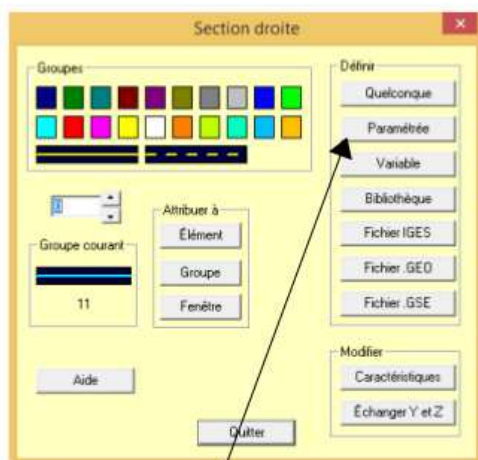 Section droite
Groupes
Définir
Quelconque
Paramétrée
Variable
Bibliothèque
Fichier IGES
Fichier .GEO
Fichier .GSE
Attribuer à
Élément
Groupe
Fenêtre
Groupe courant
11
Modifier
Caractéristiques
Échanger Y et Z
Aide
Quitter